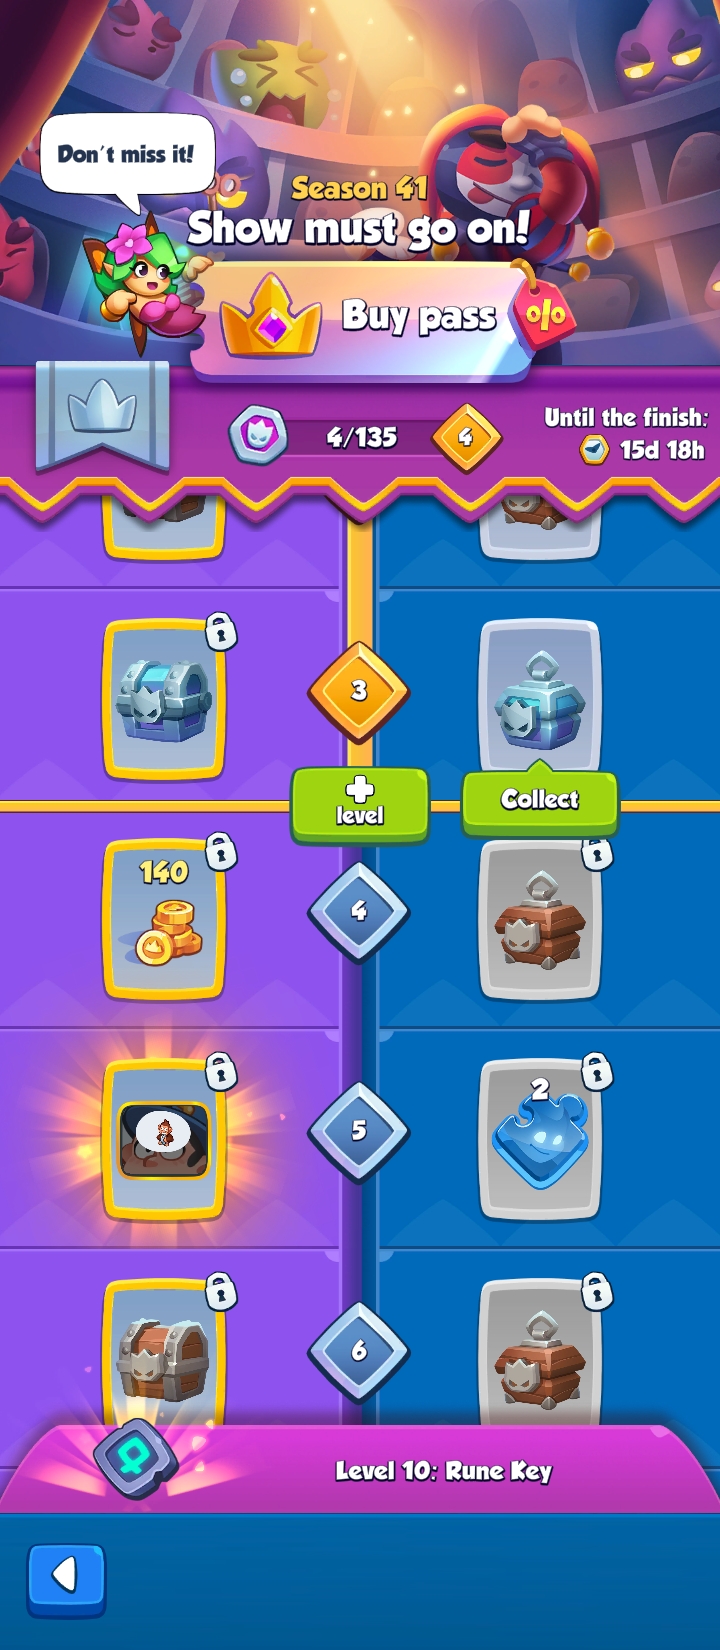 Don't miss it!
Season 41
Show must go on!
Buy pass
%
4/135
4
Until the finish:
15d 18h
3
+
level
Collect
140
4
5
2
6
Level 10: Rune Key